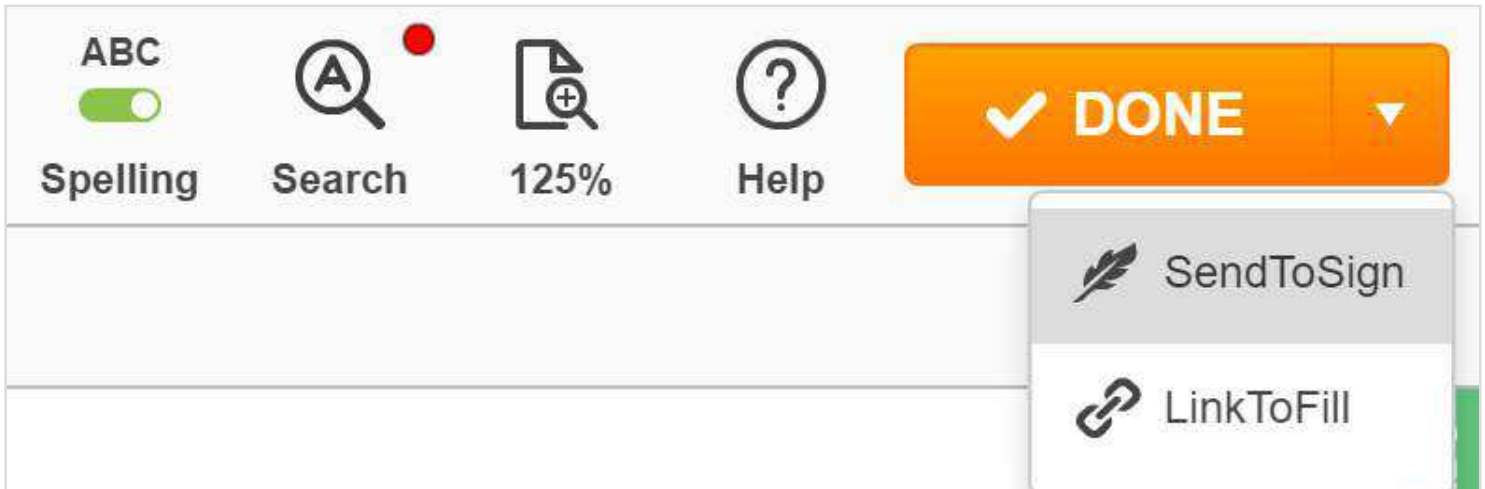 ABC
Spelling
Search
125%
Help
DONE
SendToSign
LinkToFill